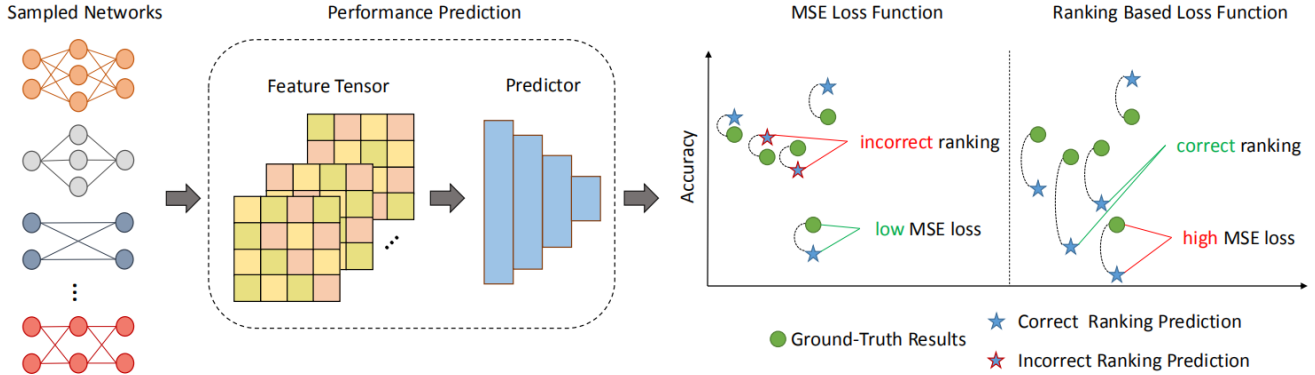 Sampled Networks
Performance Prediction
MSE Loss Function
Ranking Based Loss Function
Feature Tensor
Predictor
Accuracy
incorrect ranking
low MSE loss
correct ranking
high MSE loss
Ground-Truth Results
Correct Ranking Prediction
Incorrect Ranking Prediction